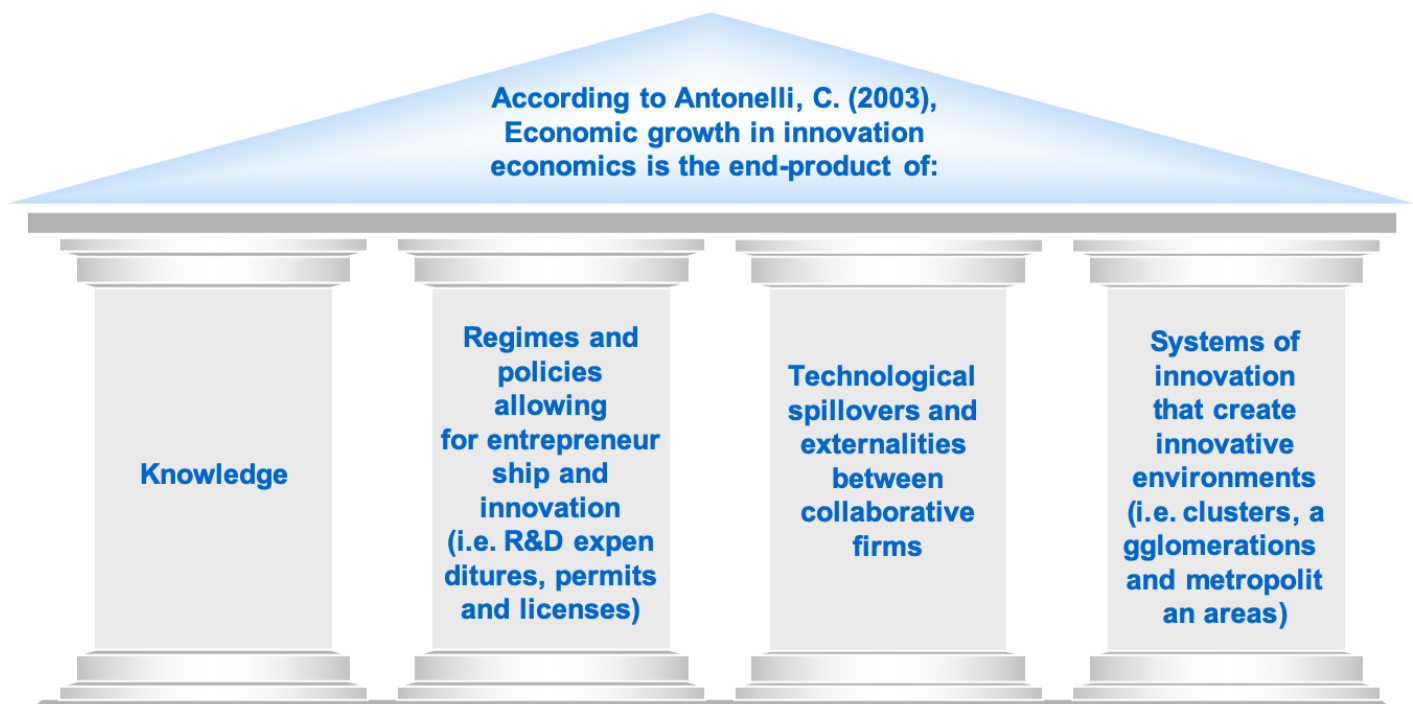 According to Antonelli, C. (2003),
Economic growth in innovation
economics is the end-product of:
Knowledge
Regimes and
policies
allowing
for entrepreneur
ship and
innovation
(i.e. R&D expen
ditures, permits
and licenses)
Technological
spillovers and
externalities
between
collaborative
firms
Systems of
innovation
that create
innovative
environments
(i.e. clusters, a
gglomerations
and metropolit
an areas)